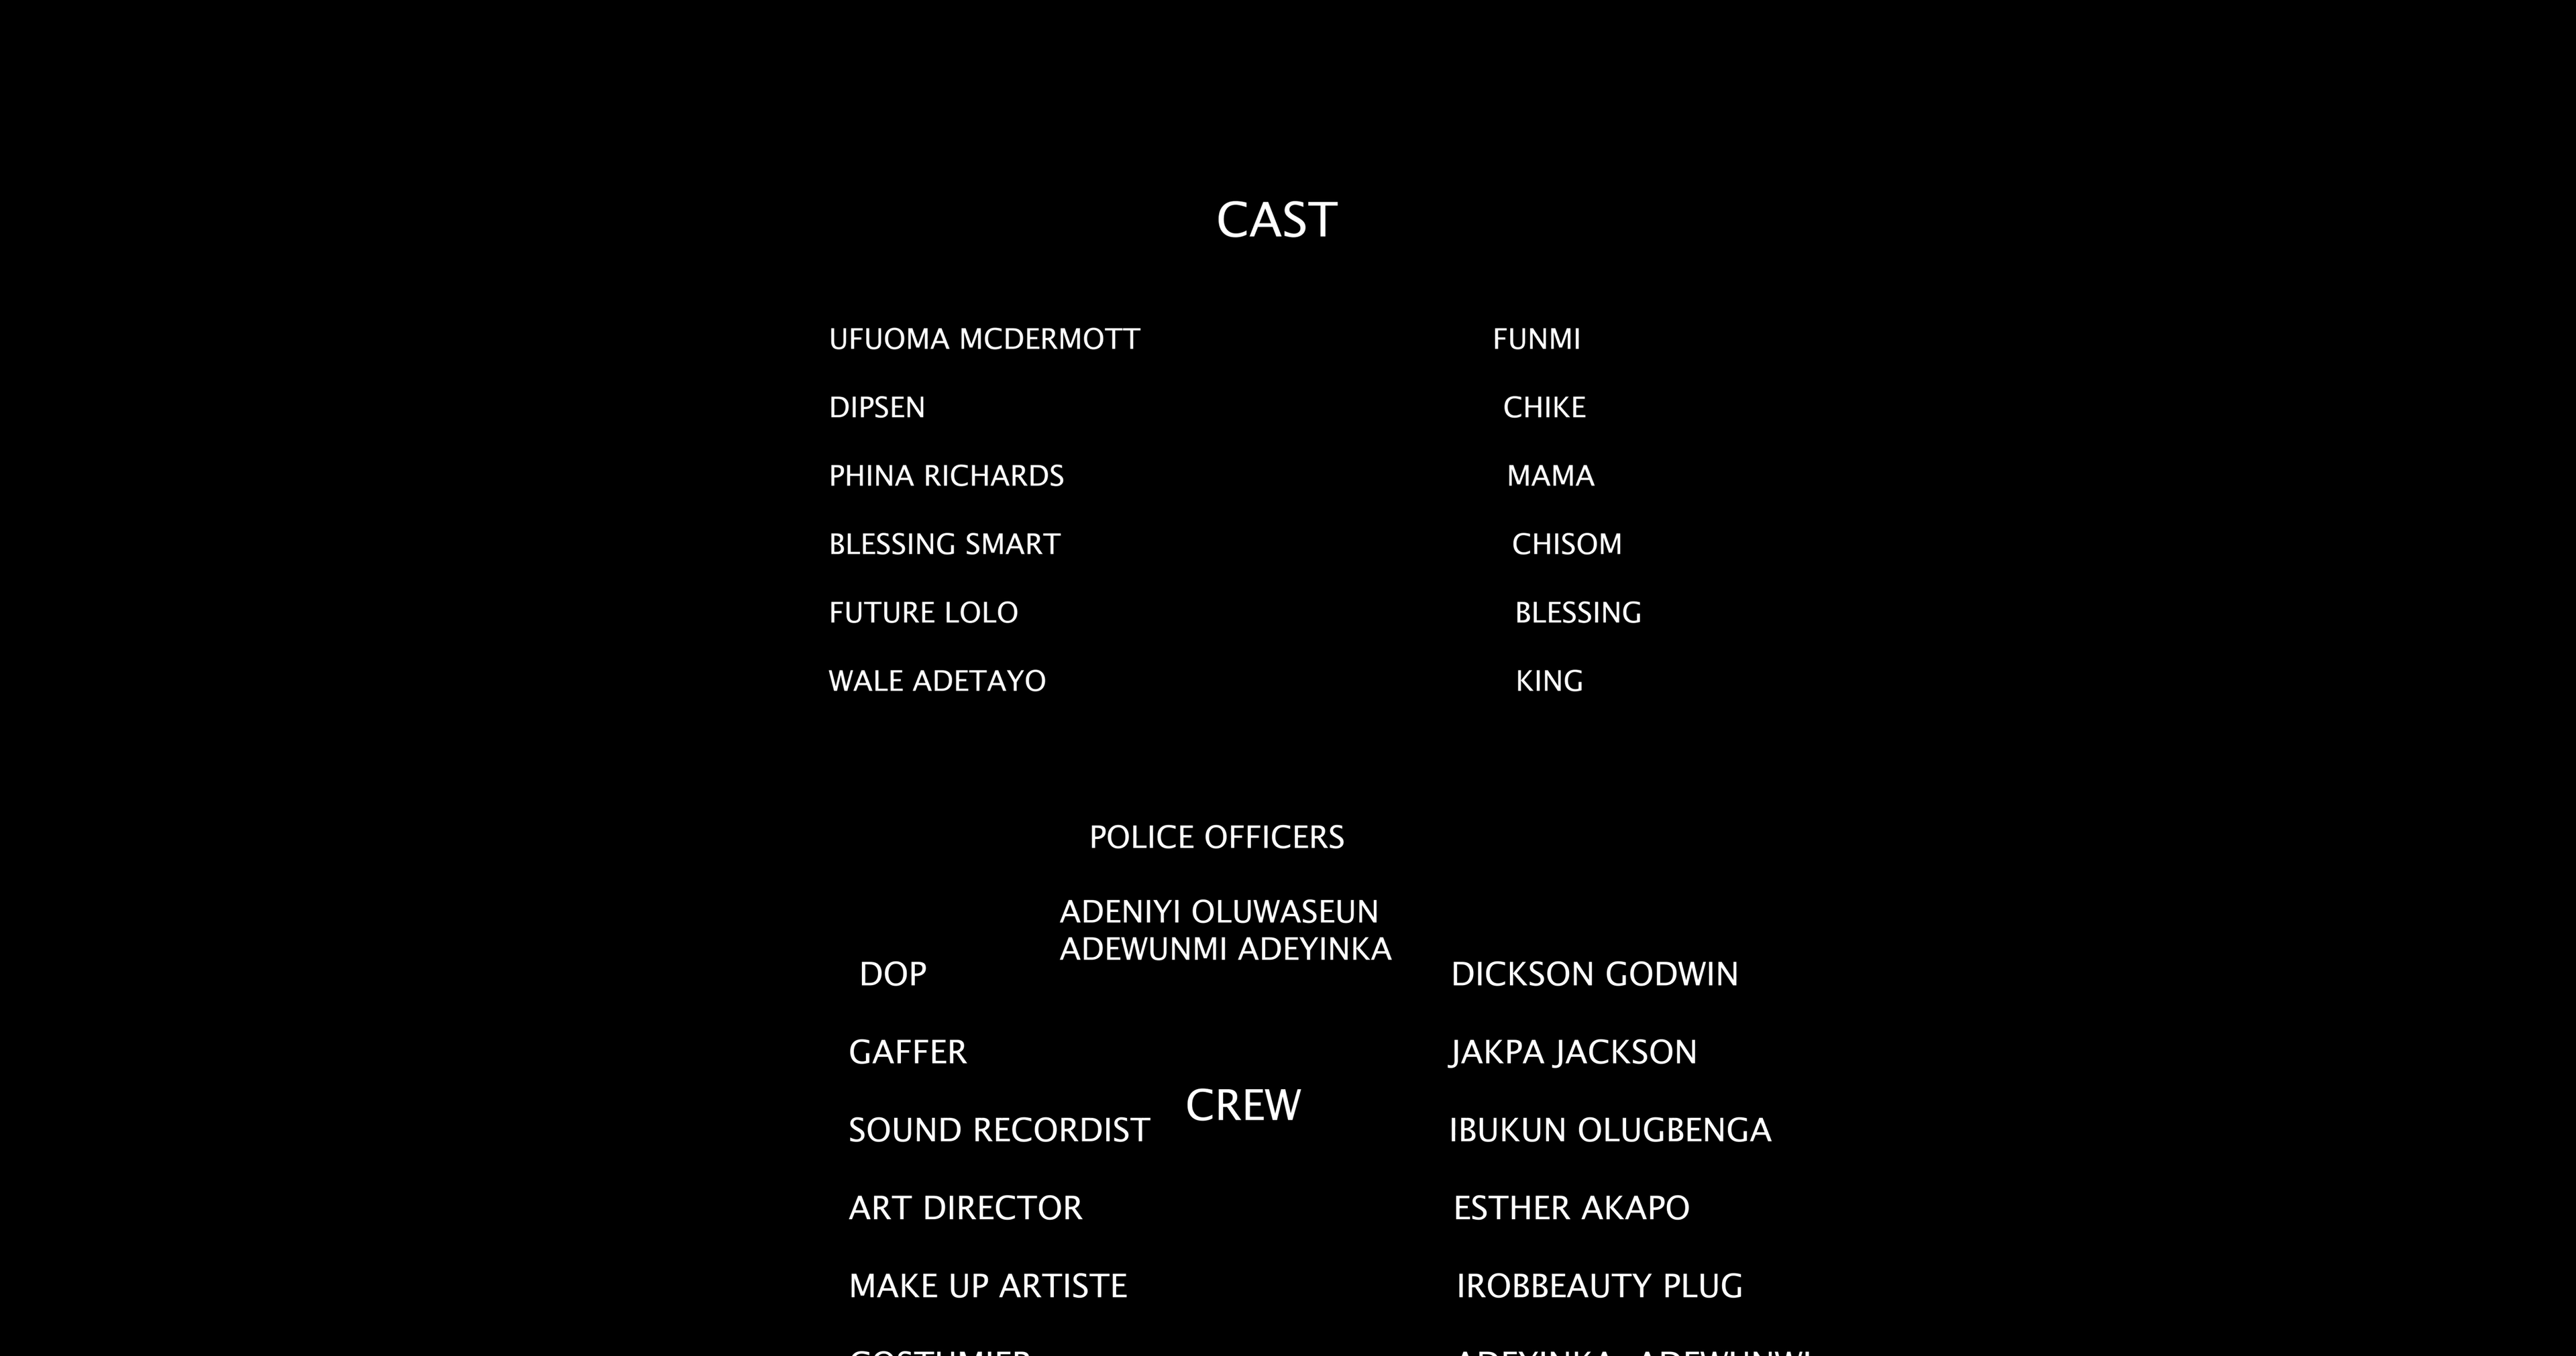 CAST
UFUOMA MCDERMOTT FUNMI
DIPSEN CHIKE
PHINA RICHARDS MAMA
BLESSING SMART CHISOM
FUTURE LOLO BLESSING
WALE ADETAYO KING
POLICE OFFICERS
ADENIYI OLUWASEUN
ADEWUNMI ADEYINKA
DOP DICKSON GODWIN
GAFFER JAKPA JACKSON
CREW
SOUND RECORDIST IBUKUN OLUGBENGA
ART DIRECTOR ESTHER AKAPO
MAKE UP ARTISTE IROBBEAUTY PLUG
COSTUMIER